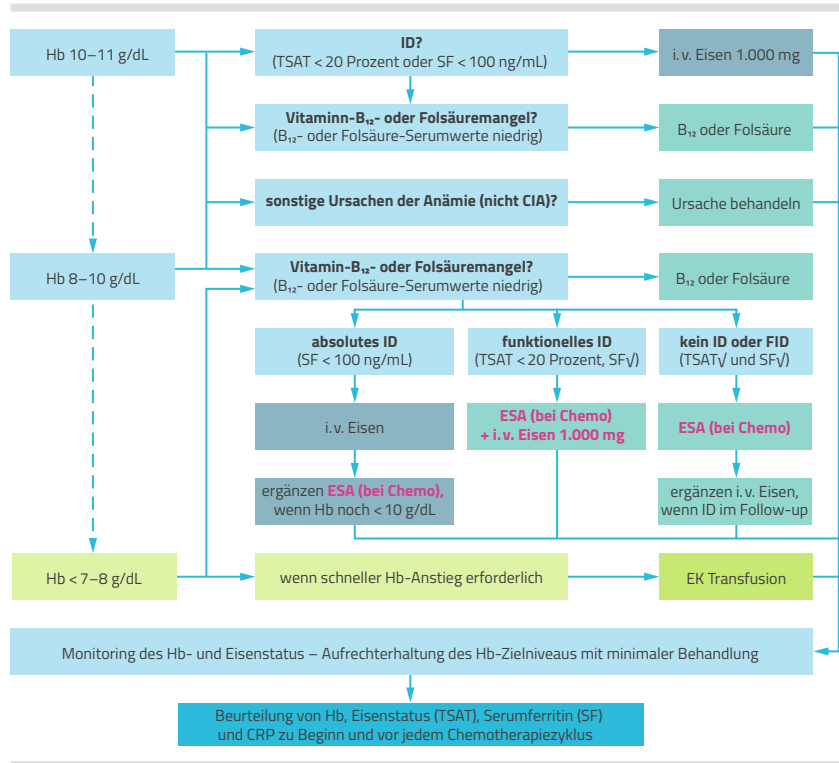 Hb 10–11 g/dL
ID?
(TSAT < 20 Prozent oder SF < 100 ng/mL)
i. v. Eisen 1.000 mg
Vitaminn-B₁₂- oder Folsäuremangel?
(B₁₂- oder Folsäure-Serumwerte niedrig)
B₁₂ oder Folsäure
sonstige Ursachen der Anämie (nicht CIA)?
Ursache behandeln
Hb 8–10 g/dL
Vitamin-B₁₂- oder Folsäuremangel?
(B₁₂- oder Folsäure-Serumwerte niedrig)
B₁₂ oder Folsäure
absolutes ID
(SF < 100 ng/mL)
funktionelles ID
(TSAT < 20 Prozent, SF√)
kein ID oder FID
(TSAT√ und SF√)
i. v. Eisen
ESA (bei Chemo)
+ i. v. Eisen 1.000 mg
ESA (bei Chemo)
ergänzen ESA (bei Chemo),
wenn Hb noch < 10 g/dL
ergänzen i. v. Eisen,
wenn ID im Follow-up
Hb < 7–8 g/dL
wenn schneller Hb-Anstieg erforderlich
EK Transfusion
Monitoring des Hb- und Eisenstatus – Aufrechterhaltung des Hb-Zielniveaus mit minimaler Behandlung
Beurteilung von Hb, Eisenstatus (TSAT), Serumferritin (SF)
und CRP zu Beginn und vor jedem Chemotherapiezyklus